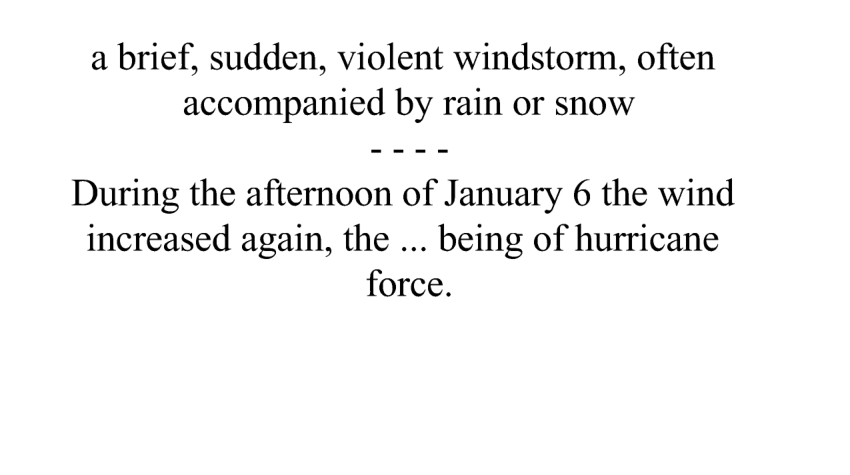 a brief, sudden, violent windstorm, often
accompanied by rain or snow
- - - -
During the afternoon of January 6 the wind
increased again, the ... being of hurricane
force.